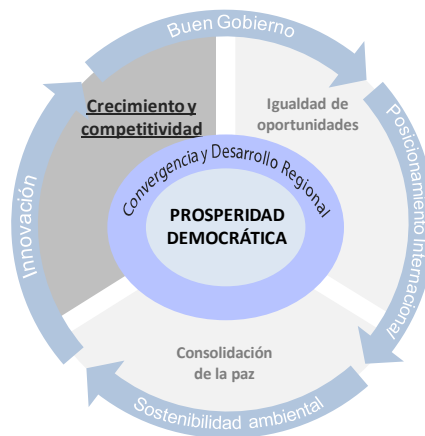 Buen Gobierno
Crecimiento y
competitividad
Igualdad de
oportunidades
Convergencia y Desarrollo Regional
PROSPERIDAD
DEMOCRÁTICA
Innovación
Posicionamiento Internacional
Consolidación
de la paz
Sostenibilidad ambiental